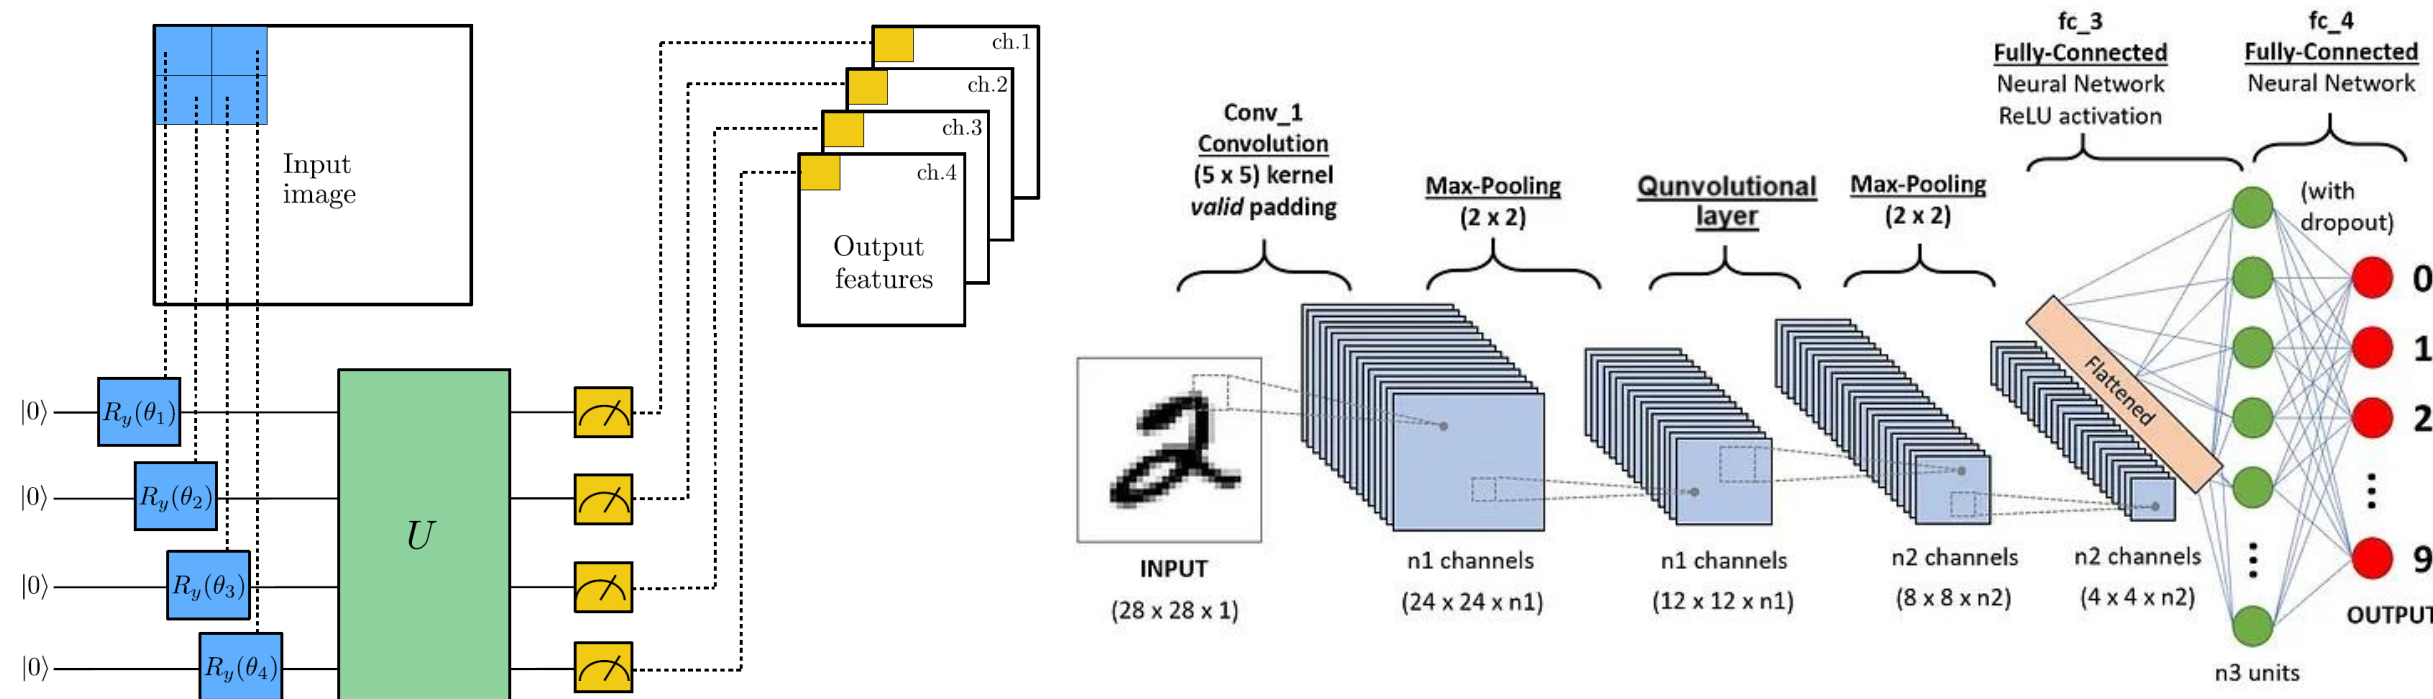 Input
image
ch.1
ch.2
ch.3
ch.4
Output
features
|0⟩
R_y(θ_1)
|0⟩
R_y(θ_2)
|0⟩
R_y(θ_3)
|0⟩
R_y(θ_4)
U
Conv_1
Convolution
(5 x 5) kernel
valid padding
Max-Pooling
(2 x 2)
Qunvolutional
layer
Max-Pooling
(2 x 2)
fc_3
Fully-Connected
Neural Network
ReLU activation
fc_4
Fully-Connected
Neural Network
(with
dropout)
Flattened
0
1
2
9
INPUT
(28 x 28 x 1)
n1 channels
(24 x 24 x n1)
n1 channels
(12 x 12 x n1)
n2 channels
(8 x 8 x n2)
n2 channels
(4 x 4 x n2)
n3 units
OUTPUT